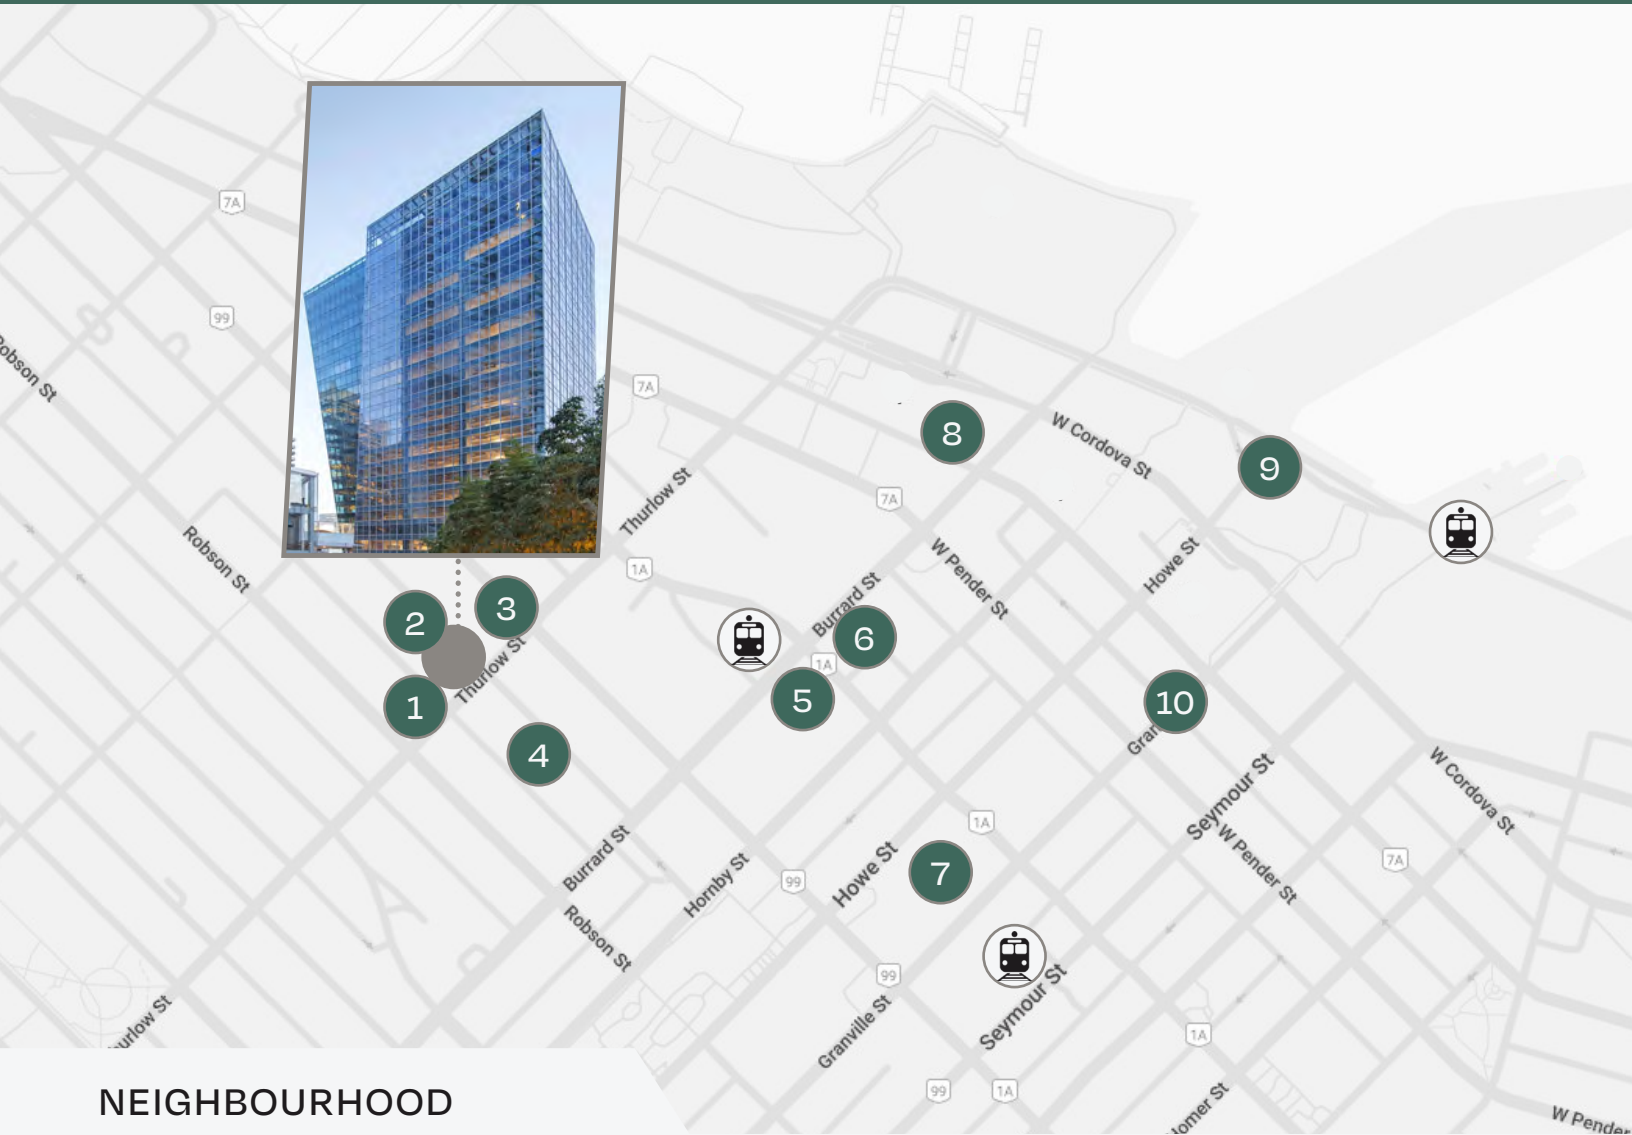 7A
99
Robson St
7A
W Cordova St
8
9
Thurlow St
7A
Robson St
1A
W Pender St
Howe St
Burrard St
2
3
6
1A
Thurlow St
1
5
10
4
Seymour St
W Cordova St
1A
W Pender St
7A
Burrard St
Hornby St
99
Howe St
7
Robson St
99
Granville St
Seymour St
1A
99
1A
NEIGHBOURHOOD